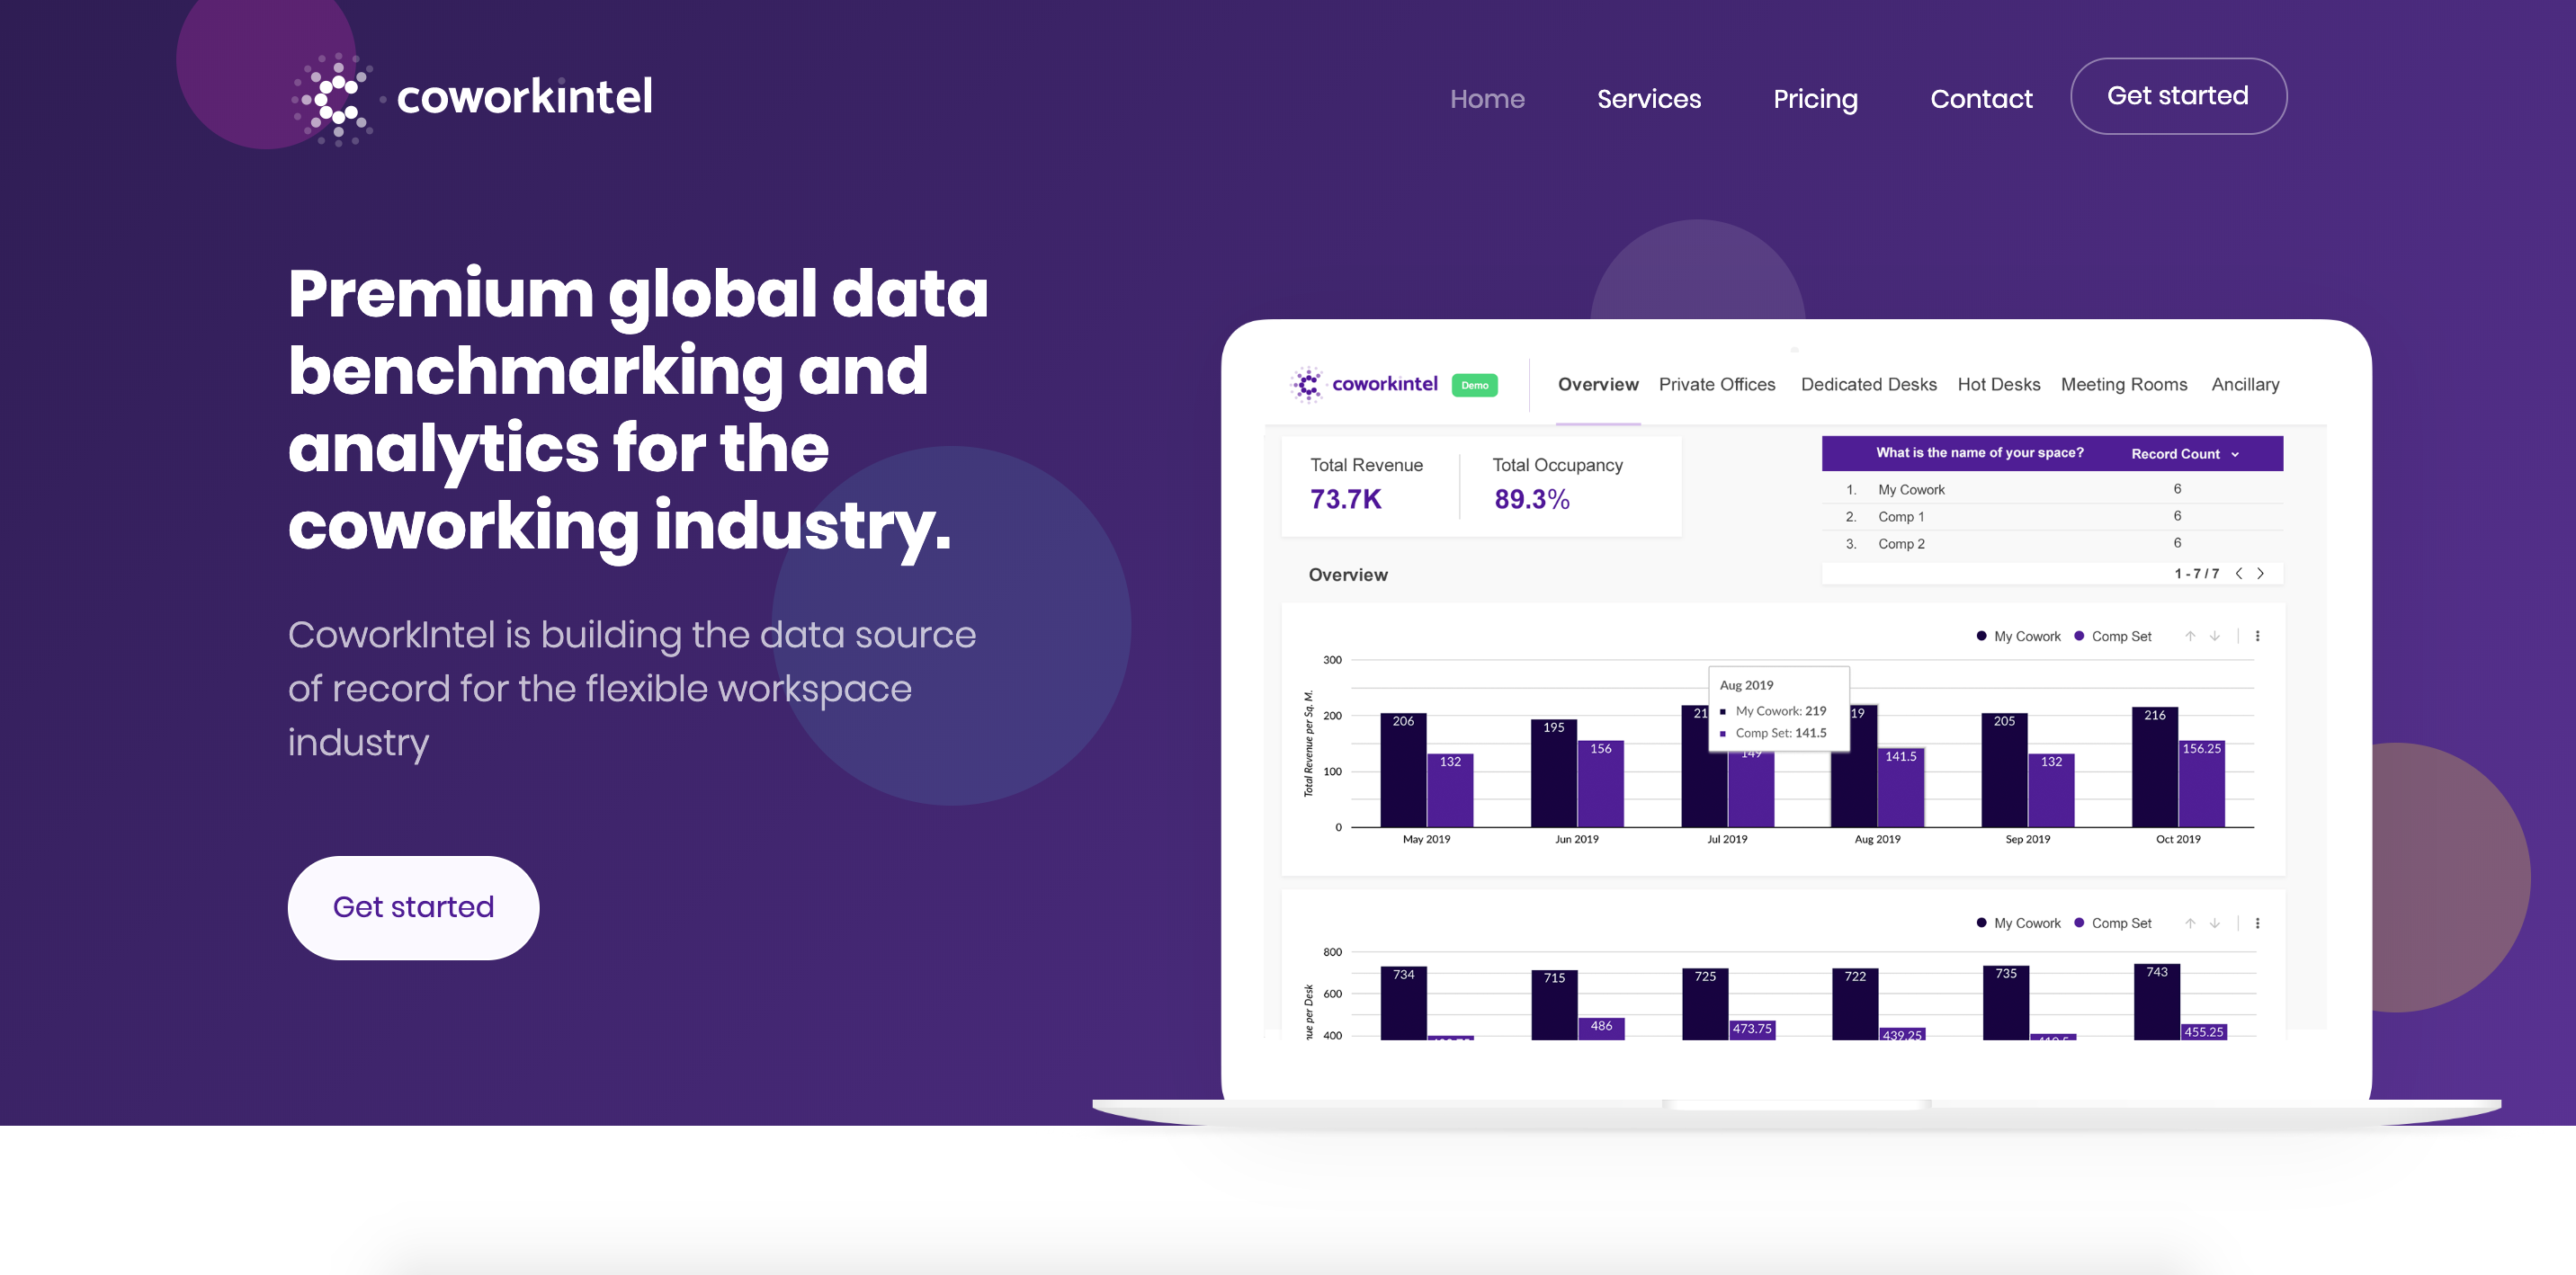 coworkintel
Home Services Pricing Contact Get started
Premium global data
benchmarking and
analytics for the
coworking industry.
CoworkIntel is building the data source
of record for the flexible workspace
industry
Get started
coworkintel Demo Overview Private Offices Dedicated Desks Hot Desks Meeting Rooms Ancillary
Total Revenue Total Occupancy
73.7K 89.3%
What is the name of your space? Record Count
1. My Cowork 6
2. Comp 1 6
3. Comp 2 6
1 - 7 / 7
Overview
My Cowork Comp Set
Total Revenue per Sq. M.
300
200
100
0
206 132 195 156 149 141.5 205 132 216 156.25
Aug 2019
My Cowork: 219
Comp Set: 141.5
May 2019 Jun 2019 Jul 2019 Aug 2019 Sep 2019 Oct 2019
My Cowork Comp Set
per Desk
800
600
400
734 715 486 725 473.75 722 439.25 735 743 455.25